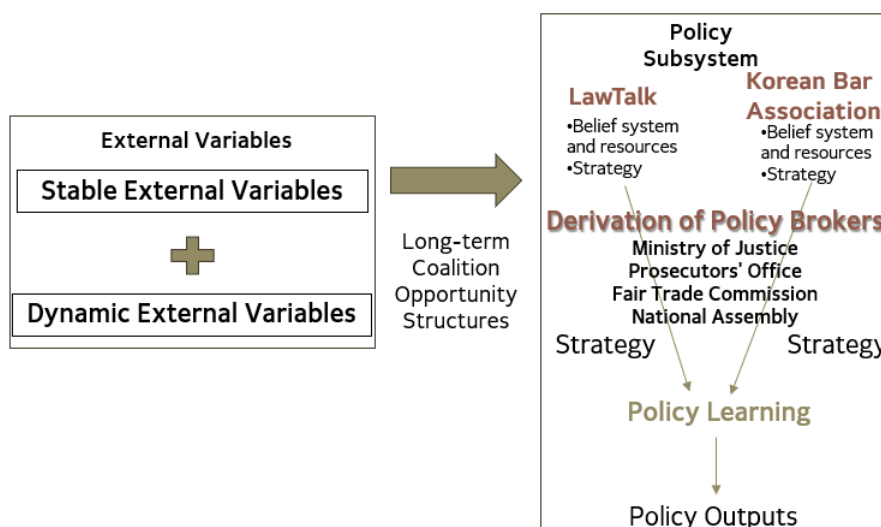 External Variables
Stable External Variables
Dynamic External Variables
Long-term
Coalition
Opportunity
Structures
Policy
Subsystem
LawTalk
•Belief system
and resources
•Strategy
Korean Bar
Association
•Belief system
and resources
•Strategy
Derivation of Policy Brokers
Ministry of Justice
Prosecutors' Office
Fair Trade Commission
National Assembly
Strategy
Strategy
Policy Learning
Policy Outputs